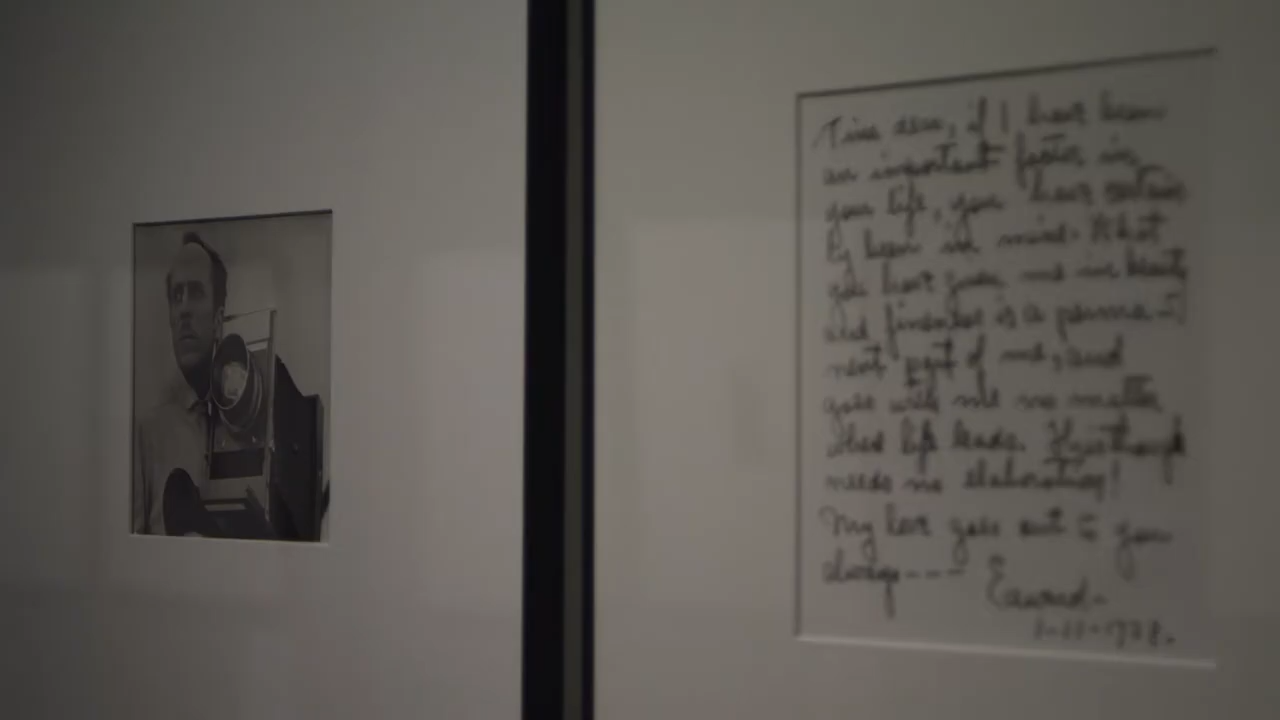 Tina dear, if I have been
an important factor in
your life, you have certain-
ly been in mine. What
you have given me in beauty
and fineness is a perma-
nent part of me, and
goes with me no matter
where life leads. This though
needs no elaborating!
My love goes out to you
always---- Edward-